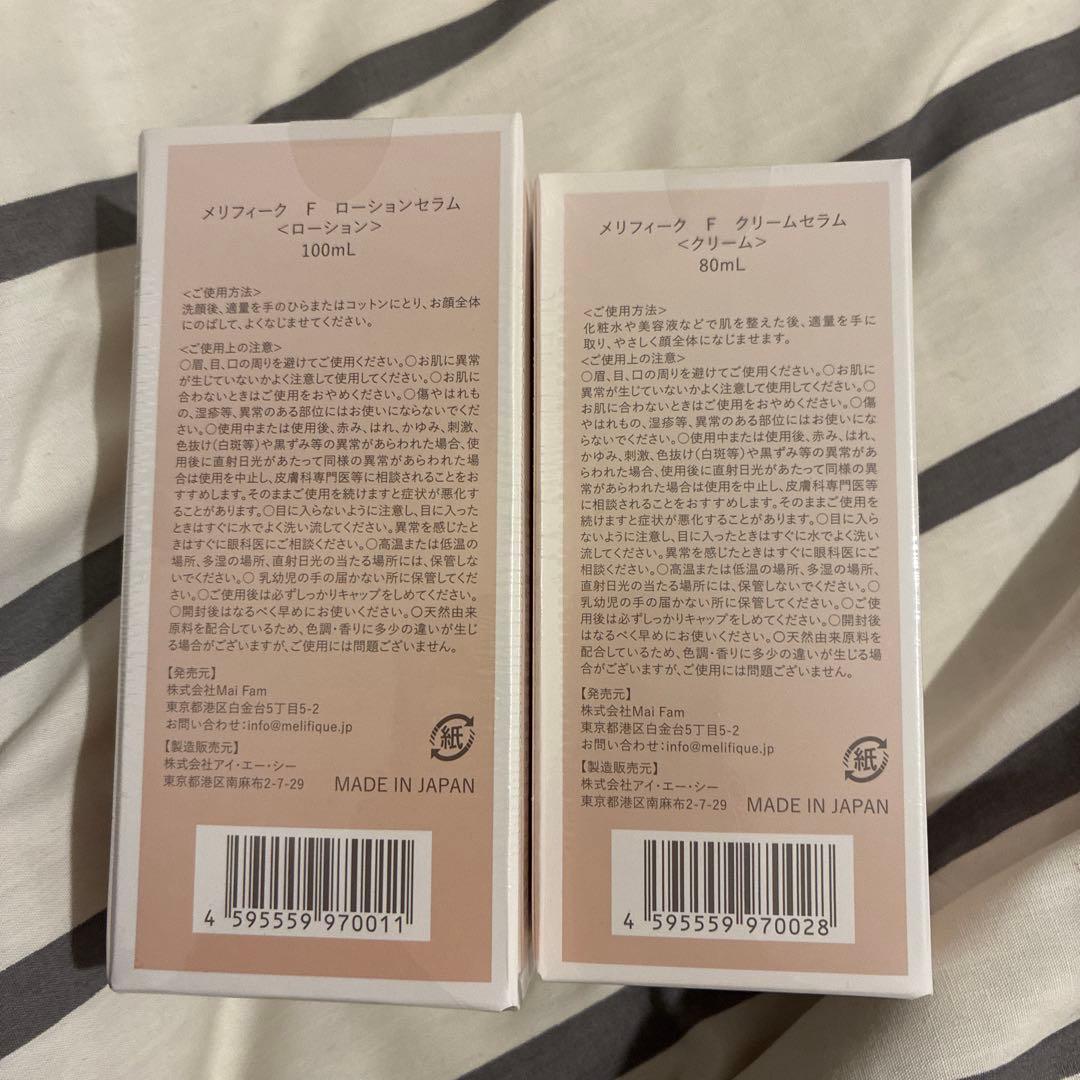 メリフィーク F ローションセラム
<ローション>
100mL
<ご使用方法>
洗顔後、適量を手のひらまたはコットンにとり、お顔全体
にのばして、よくなじませてください。
<ご使用上の注意>
○眉、目、口の周りを避けてご使用ください。○お肌に異常
が生じていないかよく注意して使用してください。○お肌に
合わないときはご使用をおやめください。○傷やはれも
の、湿疹等、異常のある部位にはお使いにならないでくだ
さい。○使用中または使用後、赤み、はれ、かゆみ、刺激、
色抜け(白斑等)や黒ずみ等の異常があらわれた場合、使
用後に直射日光があたって同様の異常があらわれた場
合は使用を中止し、皮膚科専門医等に相談されることをお
すすめします。そのままご使用を続けますと症状が悪化す
ることがあります。○目に入らないように注意し、目に入った
ときはすぐに水でよく洗い流してください。異常を感じたと
きはすぐに眼科医にご相談ください。○高温または低温の
場所、多湿の場所、直射日光の当たる場所には、保管しな
いでください。○ 乳幼児の手の届かない所に保管してくだ
さい。○ご使用後は必ずしっかりキャップをしめてください。
○開封後はなるべく早めにお使いください。○天然由来
原料を配合しているため、色調・香りに多少の違いが生じ
る場合がございますが、ご使用には問題ございません。
【発売元】
株式会社Mai Fam
東京都港区白金台5丁目5-2
お問い合わせ:info@melifique.jp
【製造販売元】
株式会社アイ・エー・シー
東京都港区南麻布2-7-29
紙
MADE IN JAPAN
4 595559 970011
メリフィーク F クリームセラム
<クリーム>
80mL
<ご使用方法>
化粧水や美容液などで肌を整えた後、適量を手に
取り、やさしく顔全体になじませます。
<ご使用上の注意>
○眉、目、口の周りを避けてご使用ください。○お肌に
異常が生じていないかよく注意して使用してください。○
お肌に合わないときはご使用をおやめください。○傷
やはれもの、湿疹等、異常のある部位にはお使いにな
らないでください。○使用中または使用後、赤み、はれ、
かゆみ、刺激、色抜け(白斑等)や黒ずみ等の異常があ
らわれた場合、使用後に直射日光があたって同様の異
常があらわれた場合は使用を中止し、皮膚科専門医等
に相談されることをおすすめします。そのままご使用を
続けますと症状が悪化することがあります。○目に入ら
ないように注意し、目に入ったときはすぐに水でよく洗い
流してください。異常を感じたときはすぐに眼科医にご
相談ください。○高温または低温の場所、多湿の場所、
直射日光の当たる場所には、保管しないでください。○
乳幼児の手の届かない所に保管してください。○ご使
用後は必ずしっかりキャップをしめてください。○開封後
はなるべく早めにお使いください。○天然由来原料を
配合しているため、色調・香りに多少の違いが生じる場
合がございますが、ご使用には問題ございません。
【発売元】
株式会社Mai Fam
東京都港区白金台5丁目5-2
お問い合わせ:info@melifique.jp
【製造販売元】
株式会社アイ・エー・シー
東京都港区南麻布2-7-29
紙
MADE IN JAPAN
4 595559 970028